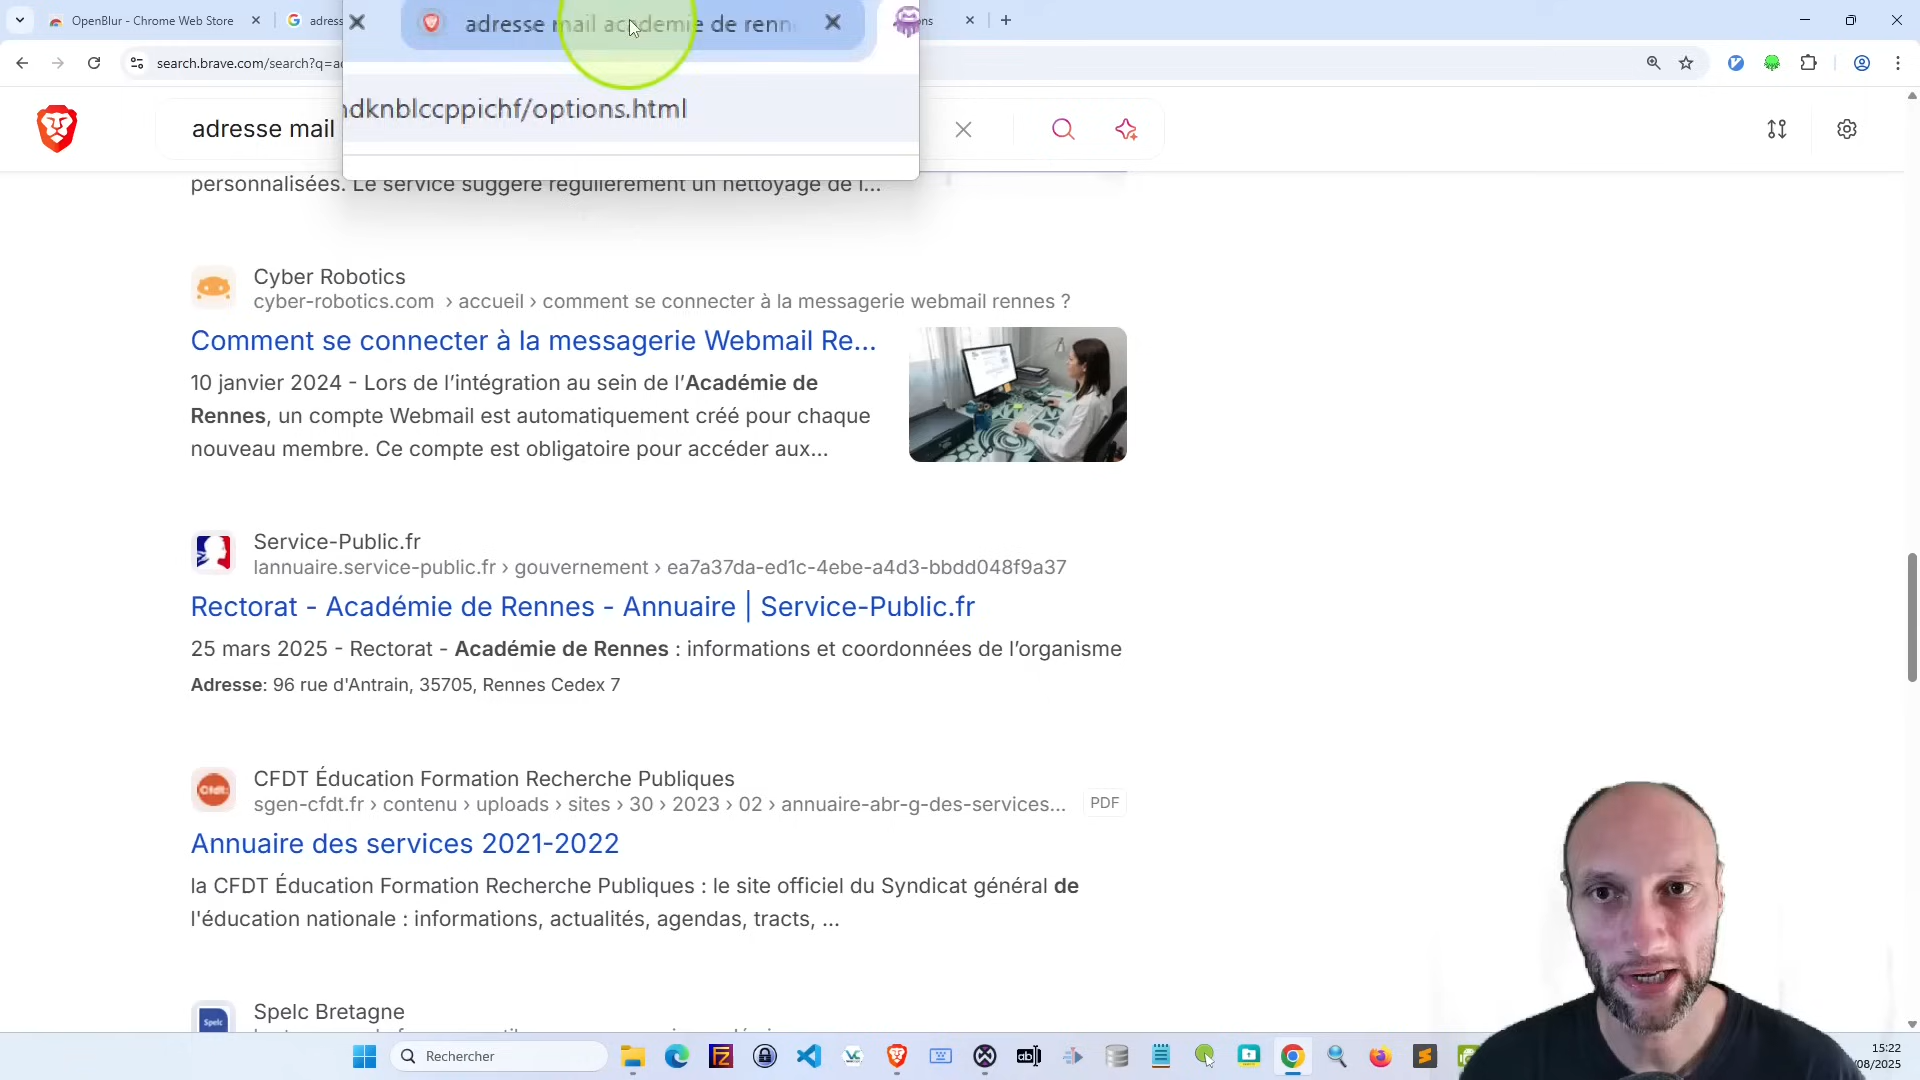 OpenBlur - Chrome Web Store
adress
adresse mail academie de renn
ns
search.brave.com/search?q=a
ndknblccppichf/options.html
adresse mail
personnalisées. Le service suggère régulièrement un nettoyage de l'...
Cyber Robotics
cyber-robotics.com › accueil › comment se connecter à la messagerie webmail rennes ?
Comment se connecter à la messagerie Webmail Re...
10 janvier 2024 - Lors de l'intégration au sein de l'Académie de
Rennes, un compte Webmail est automatiquement créé pour chaque
nouveau membre. Ce compte est obligatoire pour accéder aux...
Service-Public.fr
lannuaire.service-public.fr › gouvernement › ea7a37da-ed1c-4ebe-a4d3-bbdd048f9a37
Rectorat - Académie de Rennes - Annuaire | Service-Public.fr
25 mars 2025 - Rectorat - Académie de Rennes : informations et coordonnées de l'organisme
Adresse: 96 rue d'Antrain, 35705, Rennes Cedex 7
CFDT Éducation Formation Recherche Publiques
sgen-cfdt.fr › contenu › uploads › sites › 30 › 2023 › 02 › annuaire-abr-g-des-services...
PDF
Annuaire des services 2021-2022
la CFDT Éducation Formation Recherche Publiques : le site officiel du Syndicat général de
l'éducation nationale : informations, actualités, agendas, tracts, ...
Spelc Bretagne
Spelc
Rechercher
15:22
/08/2025